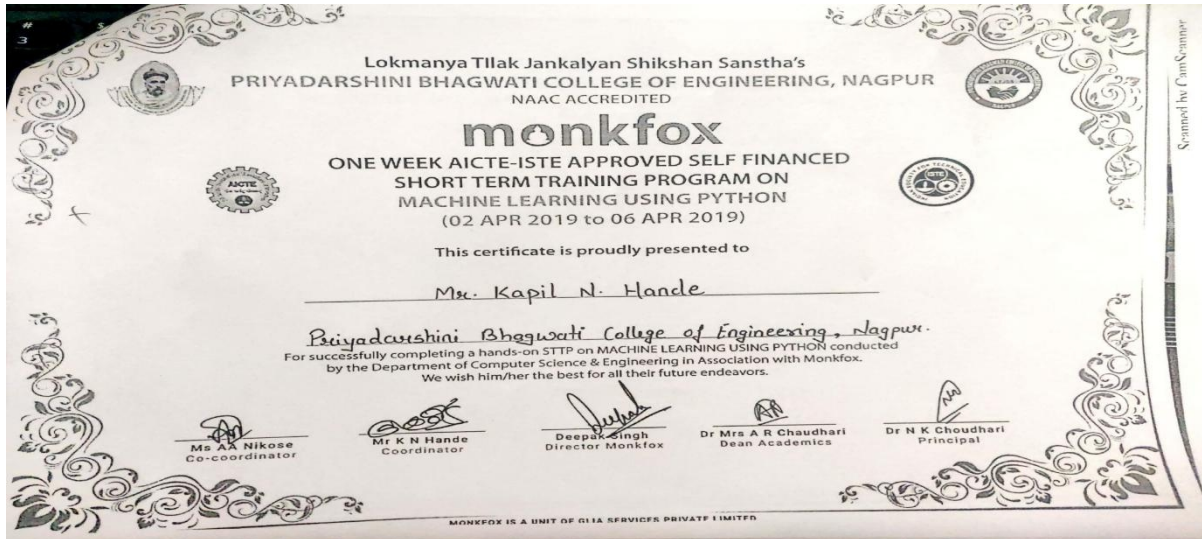 # $
3
Lokmanya TIlak Jankalyan Shikshan Sanstha's
PRIYADARSHINI BHAGWATI COLLEGE OF ENGINEERING, NAGPUR
NAAC ACCREDITED
monkfox
ONE WEEK AICTE-ISTE APPROVED SELF FINANCED
SHORT TERM TRAINING PROGRAM ON
MACHINE LEARNING USING PYTHON
(02 APR 2019 to 06 APR 2019)
AICTE
ISTE
This certificate is proudly presented to
Mr. Kapil N. Hande
Priyadarshini Bhagwati College of Engineering, Nagpur.
For successfully completing a hands-on STTP on MACHINE LEARNING USING PYTHON conducted
by the Department of Computer Science & Engineering in Association with Monkfox.
We wish him/her the best for all their future endeavors.
Ms AA Nikose
Co-coordinator
Mr K N Hande
Coordinator
Deepak Singh
Director Monkfox
Dr Mrs A R Chaudhari
Dean Academics
Dr N K Choudhari
Principal
MONKFOX IS A UNIT OF GLIA SERVICES PRIVATE LIMITED
Scanned by CamScanner